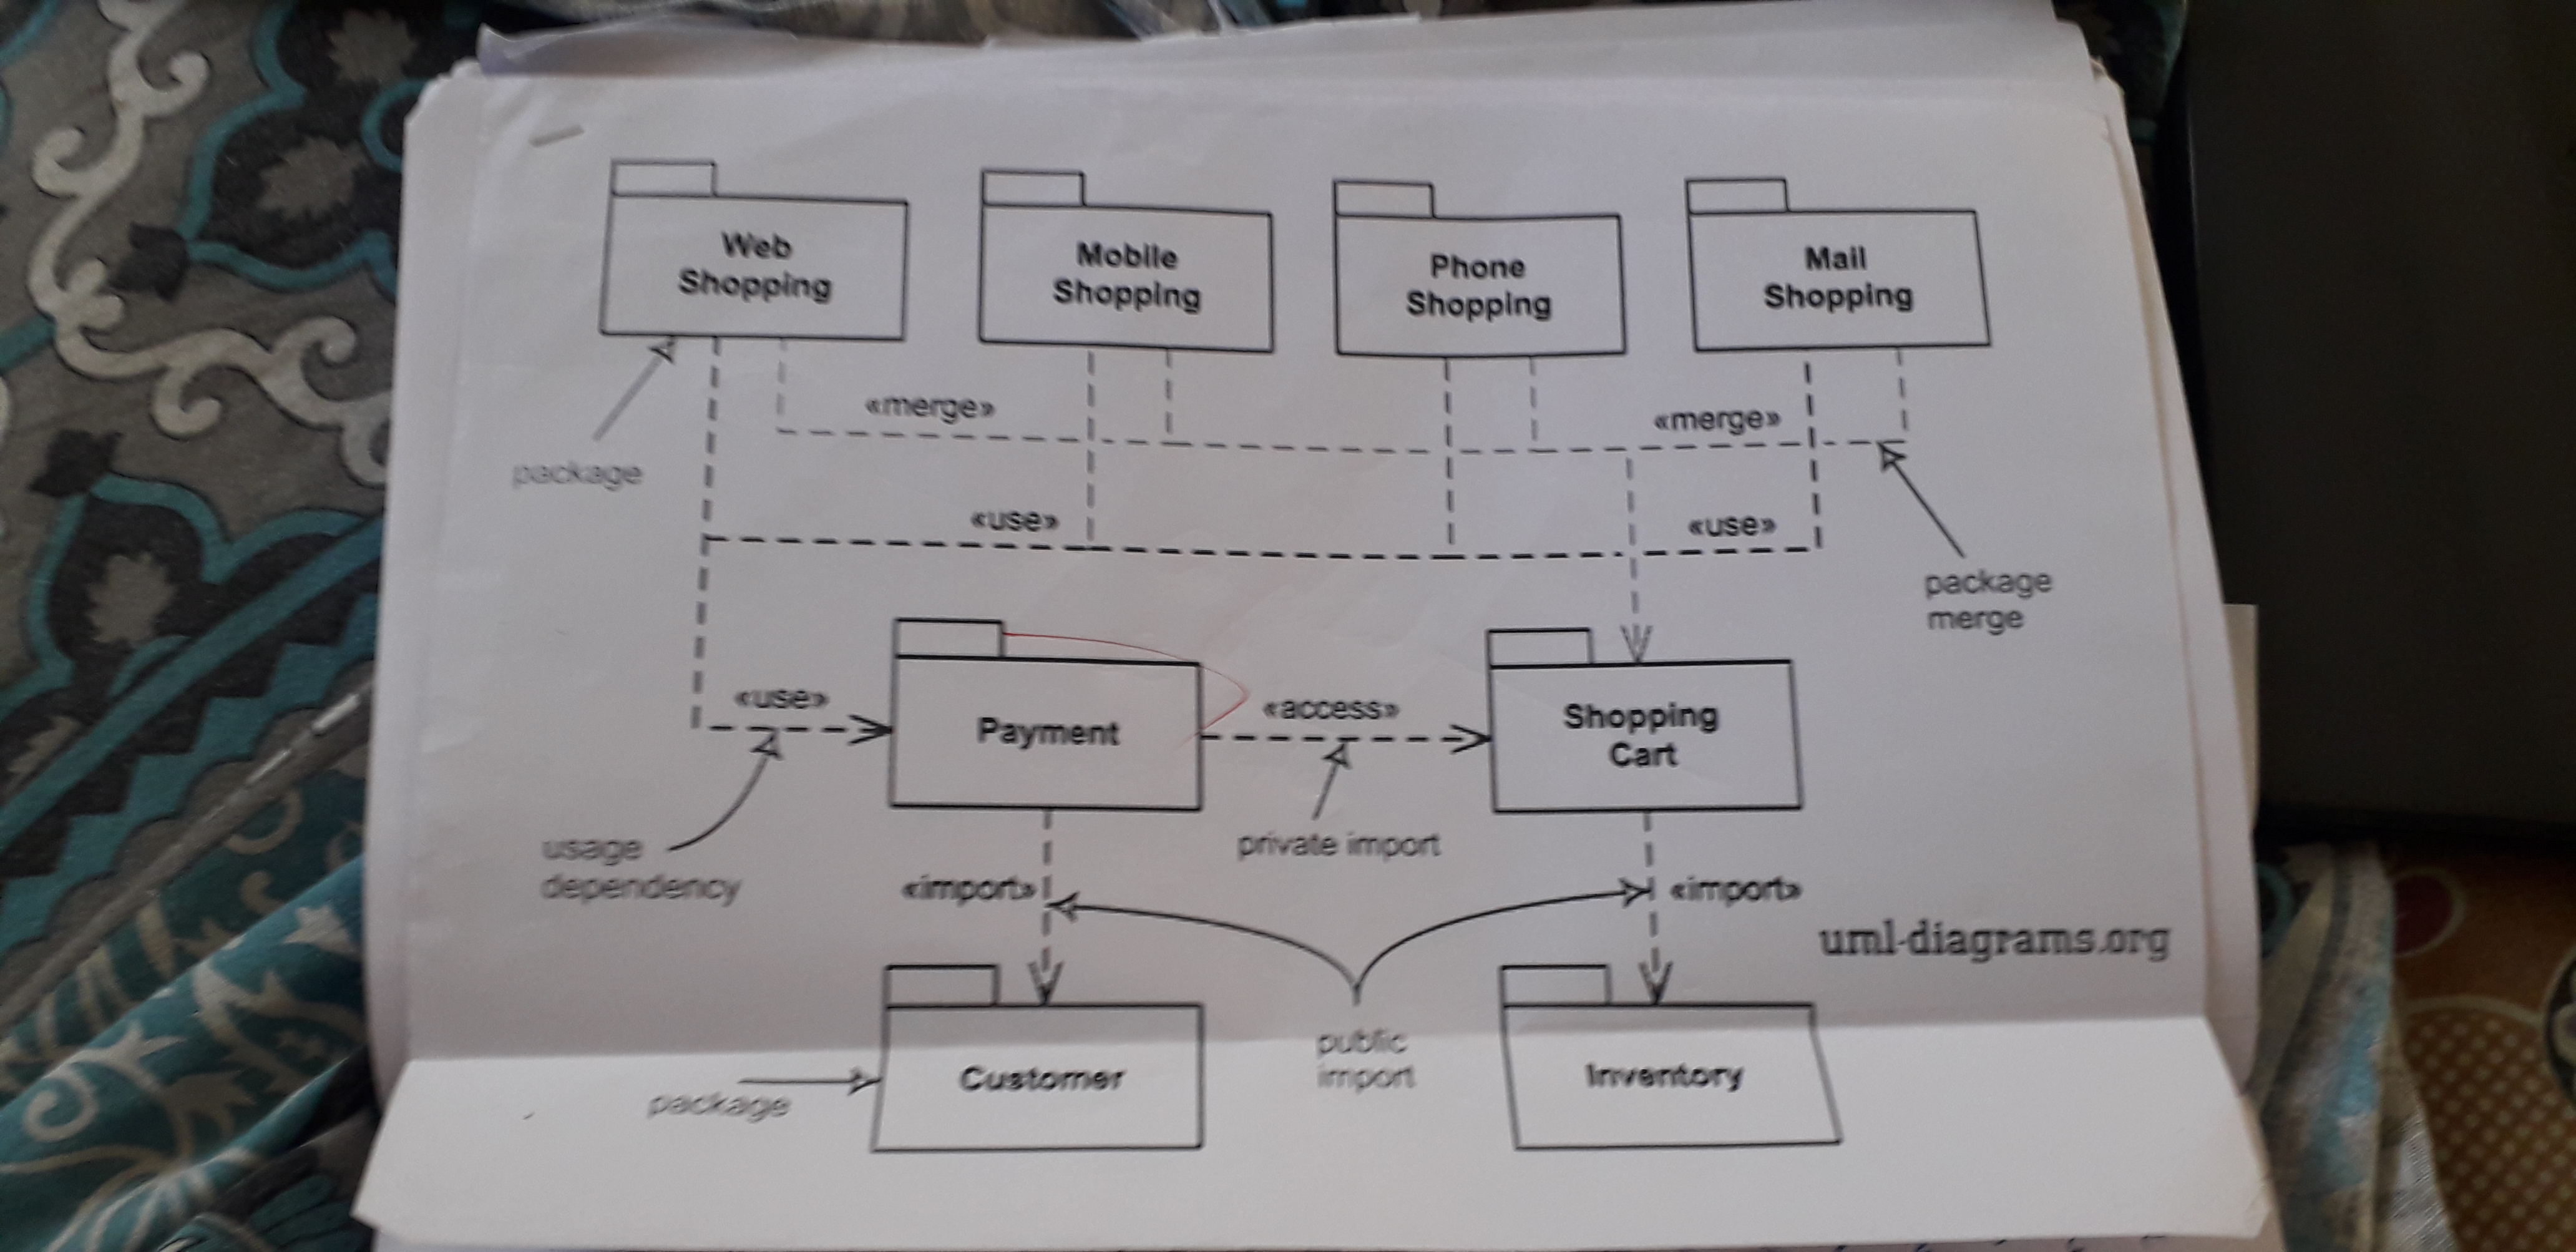 Web
Shopping
Mobile
Shopping
Phone
Shopping
Mail
Shopping
«merge»
«merge»
package
«use»
«use»
package
merge
«use»
Payment
«access»
Shopping
Cart
usage
dependency
private import
«import»
«import»
uml-diagrams.org
public
import
Customer
Inventory
package